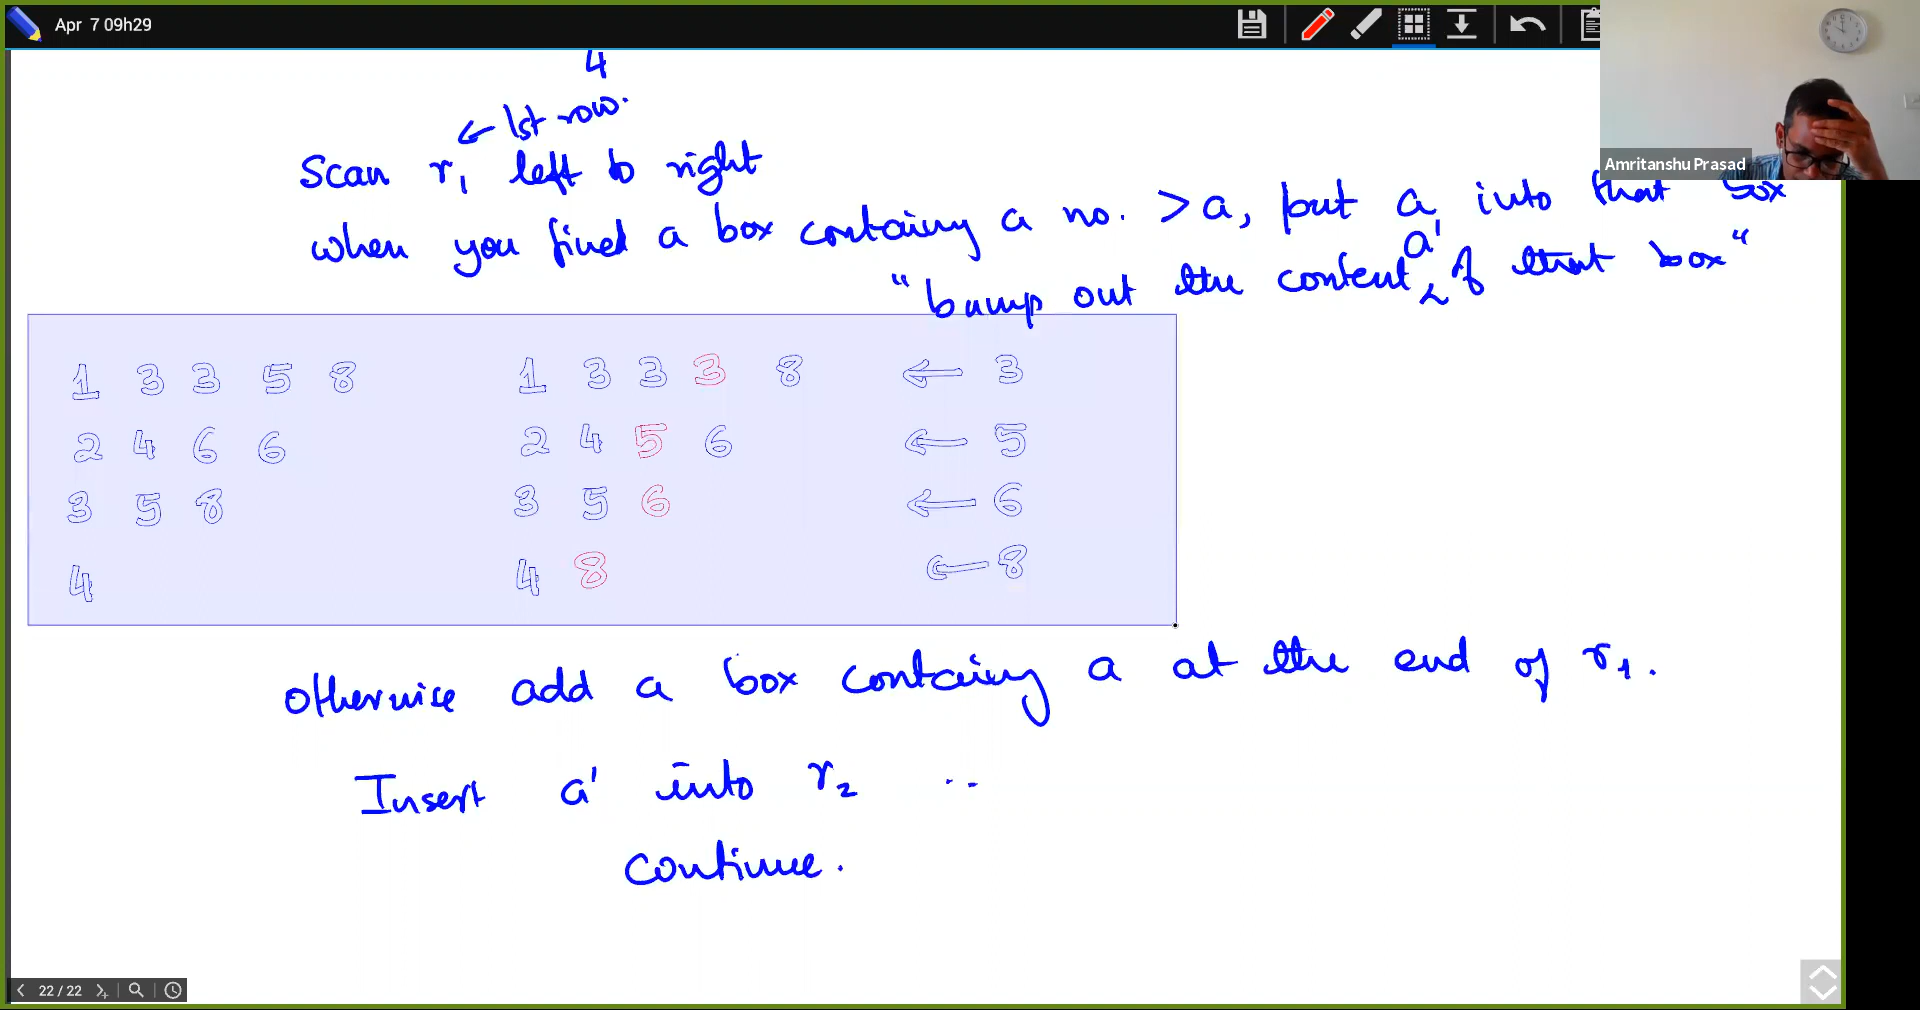 Apr 7 09h29
4
← 1st row.
Scan r₁ left to right
when you find a box containing a no. > a, put a into that box
a'
"bump out the content of that box"
1 3 3 5 8 1 3 3 3 8 ← 3
2 4 6 6 2 4 5 6 ← 5
3 5 8 3 5 6 ← 6
4 4 8 ← 8
Otherwise add a box containing a at the end of r₁.
Insert a' into r₂ ..
Continue.
Amritanshu Prasad
22 / 22